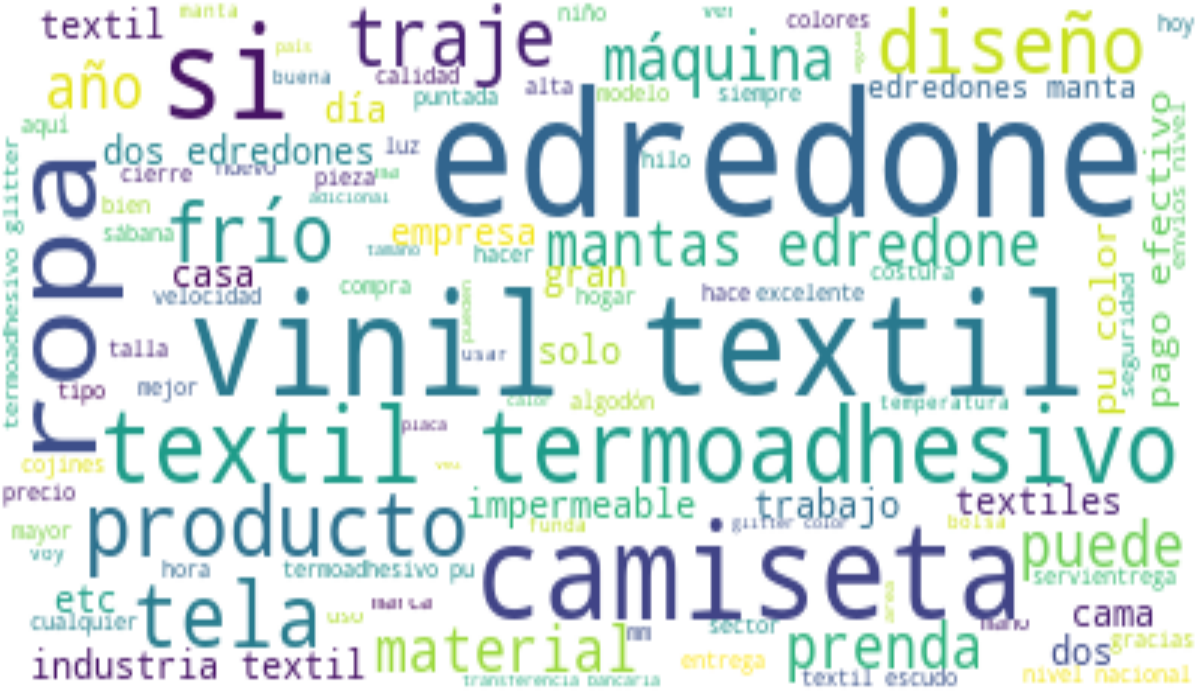 manta
textil
si
país
traje
niño
ver
colores
hoy
máquina
diseño
año
buena
calidad
día
puntada
alta
modelo
siempre
edredones manta
aquí
dos edredones
luz
edredone
hilo
cierre
nuevo
pieza
adicional
ropa
termoadhesivo glitter
bien
sábana
frío
empresa
tamaño
hacer
mantas edredone
casa
gran
costura
velocidad
compra
hogar
hace
excelente
pueden
pu color
seguridad
pago efectivo
envíos nivel
vinil textil
talla
usar
solo
tipo
mejor
calor
algodón
temperatura
placa
textil termoadhesivo
cojines
precio
producto
impermeable
trabajo
textiles
mayor
voy
funda
glitter color
bolsa
camiseta
puede
hora
termoadhesivo pu
servientrega
etc
tela
marca
uso
área
cualquier
material
mm
sector
prenda
mano
cama
dos
gracias
industria textil
entrega
transferencia bancaria
textil escudo
nivel nacional